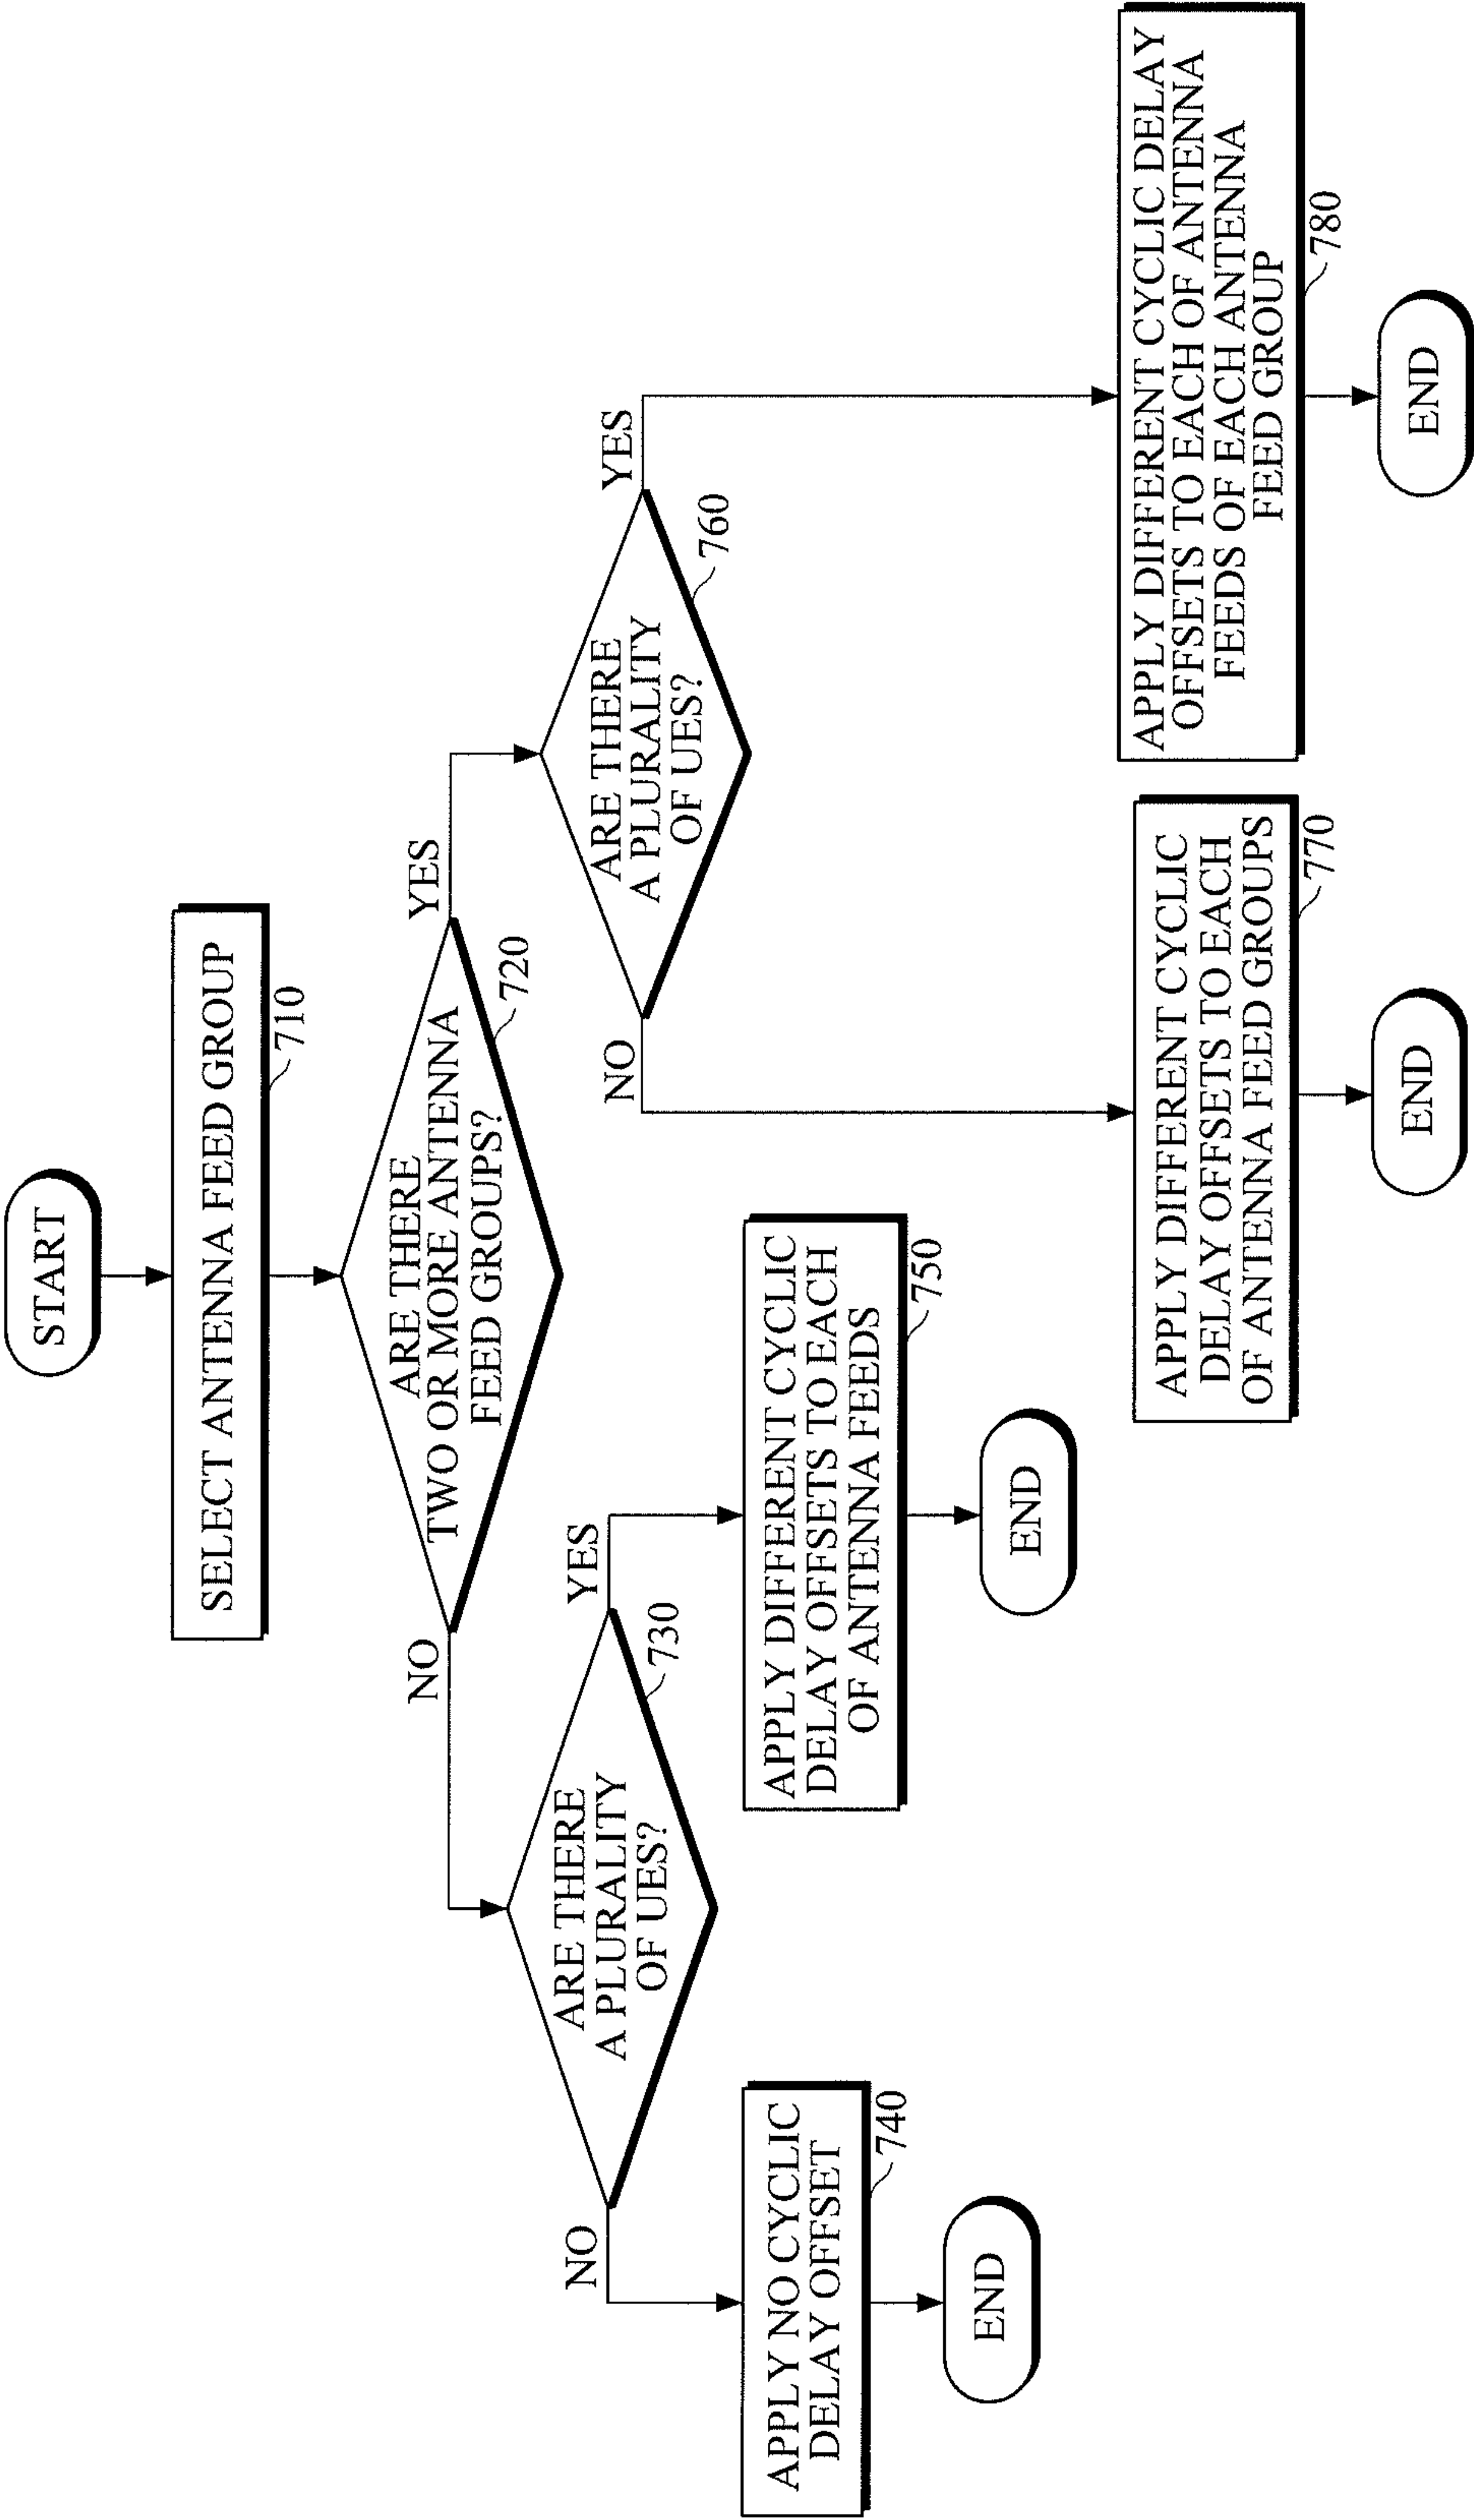 START
SELECT ANTENNA FEED GROUP
710
ARE THERE
TWO OR MORE ANTENNA
FEED GROUPS?
720
NO
YES
ARE THERE
A PLURALITY
OF UES?
730
NO
YES
ARE THERE
A PLURALITY
OF UES?
760
NO
YES
APPLY NO CYCLIC
DELAY OFFSET
740
END
APPLY DIFFERENT CYCLIC
DELAY OFFSETS TO EACH
OF ANTENNA FEEDS
750
END
APPLY DIFFERENT CYCLIC
DELAY OFFSETS TO EACH
OF ANTENNA FEED GROUPS
770
END
APPLY DIFFERENT CYCLIC DELAY
OFFSETS TO EACH OF ANTENNA
FEEDS OF EACH ANTENNA
FEED GROUP
780
END